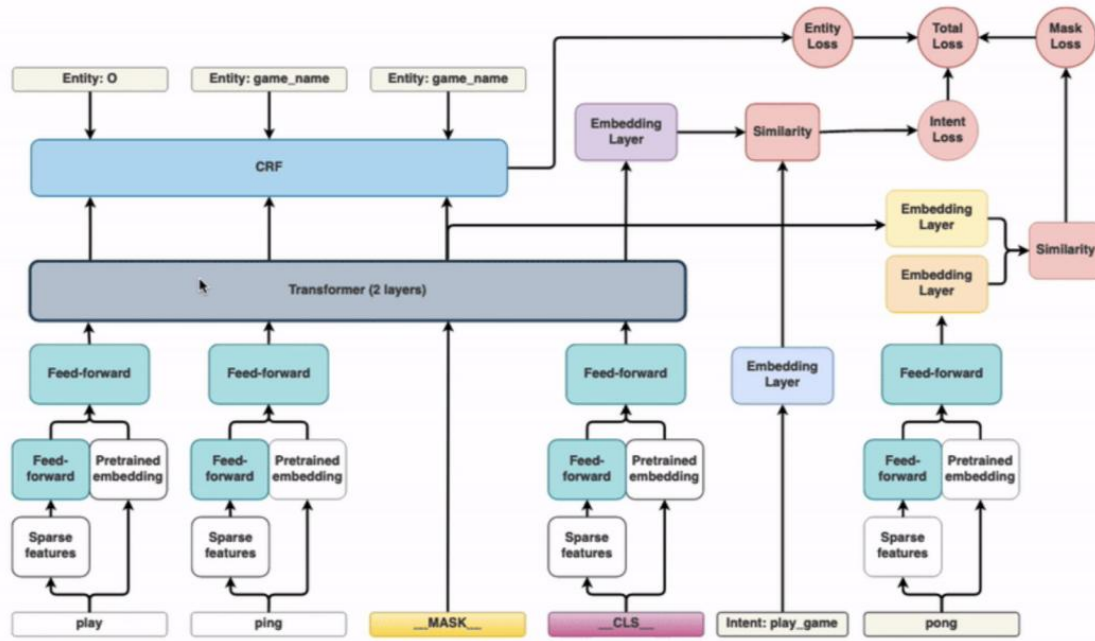 Entity
Loss
Total
Loss
Mask
Loss
Entity: O
Entity: game_name
Entity: game_name
Embedding
Layer
Similarity
Intent
Loss
CRF
Embedding
Layer
Similarity
Embedding
Layer
Transformer (2 layers)
Feed-forward
Feed-forward
Feed-forward
Embedding
Layer
Feed-forward
Feed-
forward
Pretrained
embedding
Feed-
forward
Pretrained
embedding
Feed-
forward
Pretrained
embedding
Feed-
forward
Pretrained
embedding
Sparse
features
Sparse
features
Sparse
features
Sparse
features
play
ping
__MASK__
__CLS__
Intent: play_game
pong